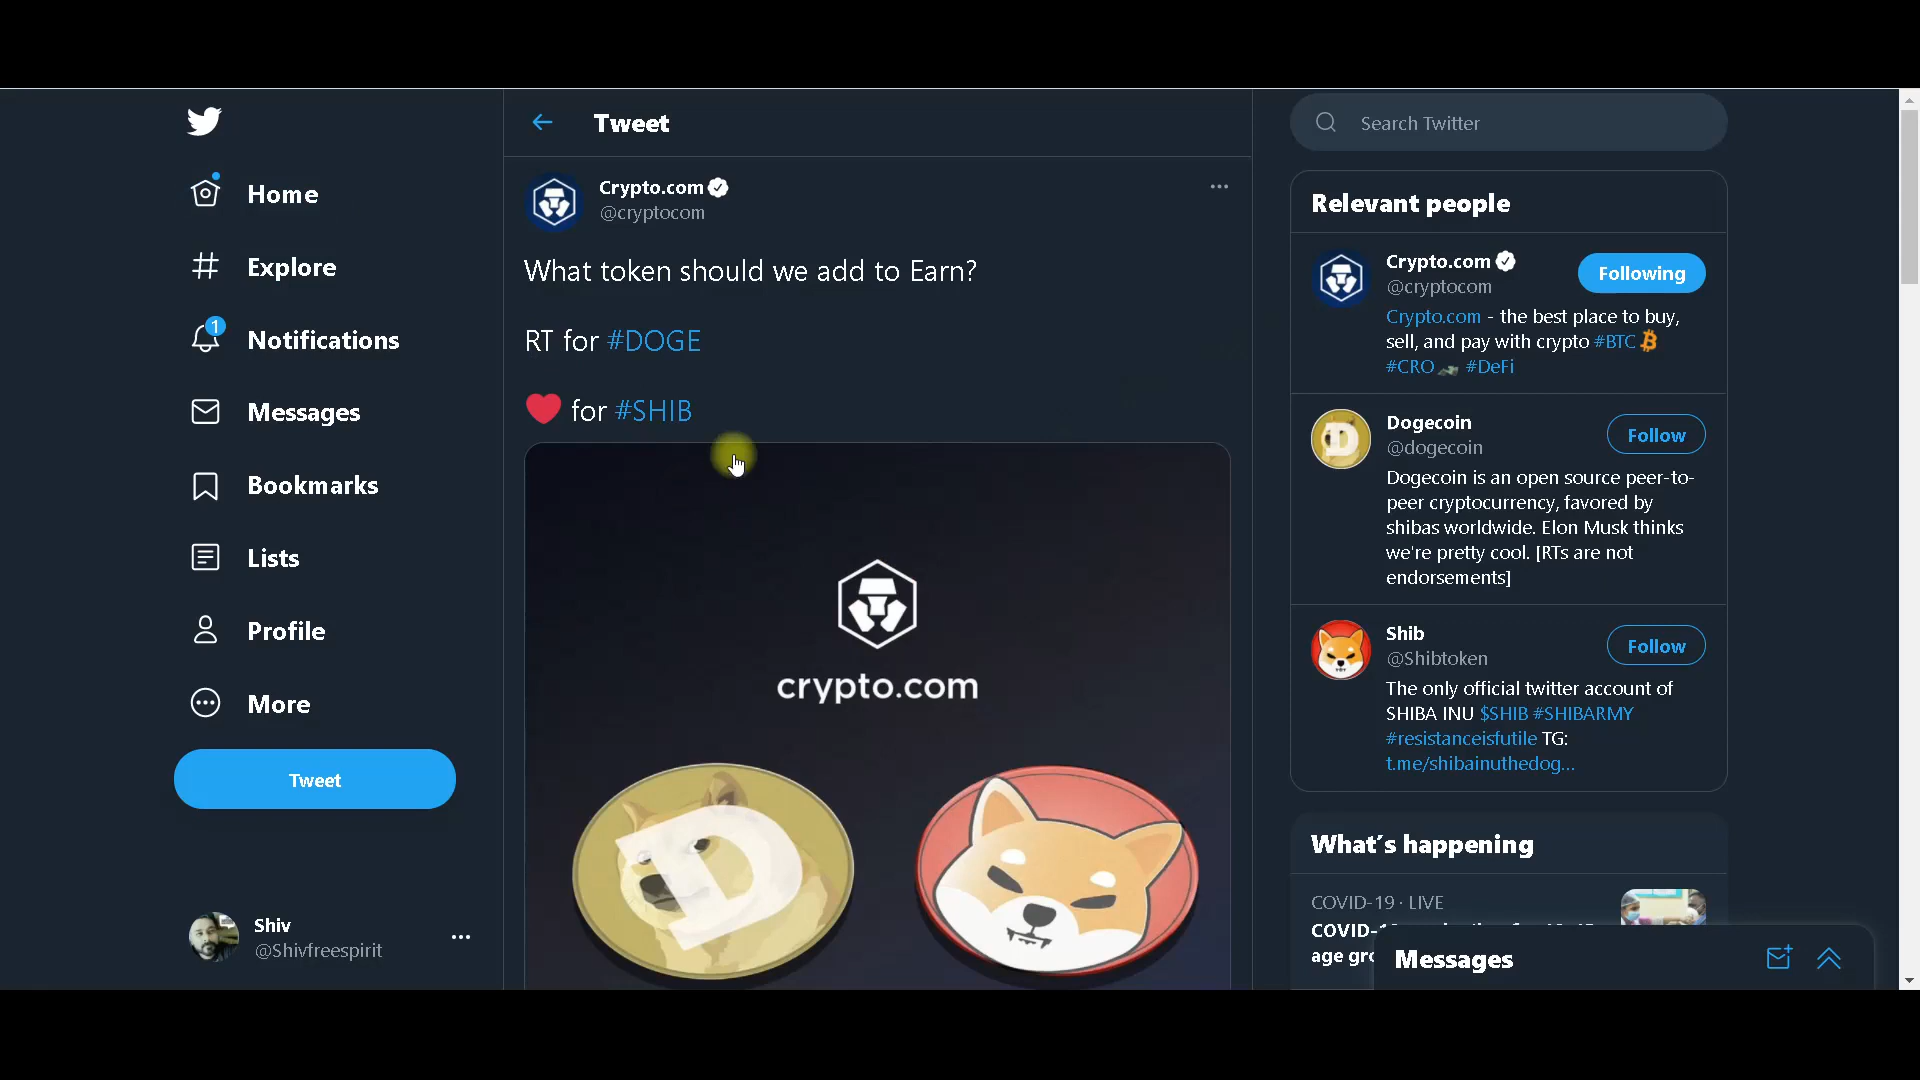 Home
Explore
1
Notifications
Messages
Bookmarks
Lists
Profile
More
Tweet
Shiv
@Shivfreespirit
Tweet
Crypto.com
@cryptocom
What token should we add to Earn?
RT for #DOGE
❤️ for #SHIB
crypto.com
D
Search Twitter
Relevant people
Crypto.com
@cryptocom
Following
Crypto.com - the best place to buy,
sell, and pay with crypto #BTC
#CRO #DeFi
Dogecoin
@dogecoin
Follow
Dogecoin is an open source peer-to-
peer cryptocurrency, favored by
shibas worldwide. Elon Musk thinks
we're pretty cool. [RTs are not
endorsements]
Shib
@Shibtoken
Follow
The only official twitter account of
SHIBA INU $SHIB #SHIBARMY
#resistanceisfutile TG:
t.me/shibainuthedog...
What's happening
COVID-19 · LIVE
Messages